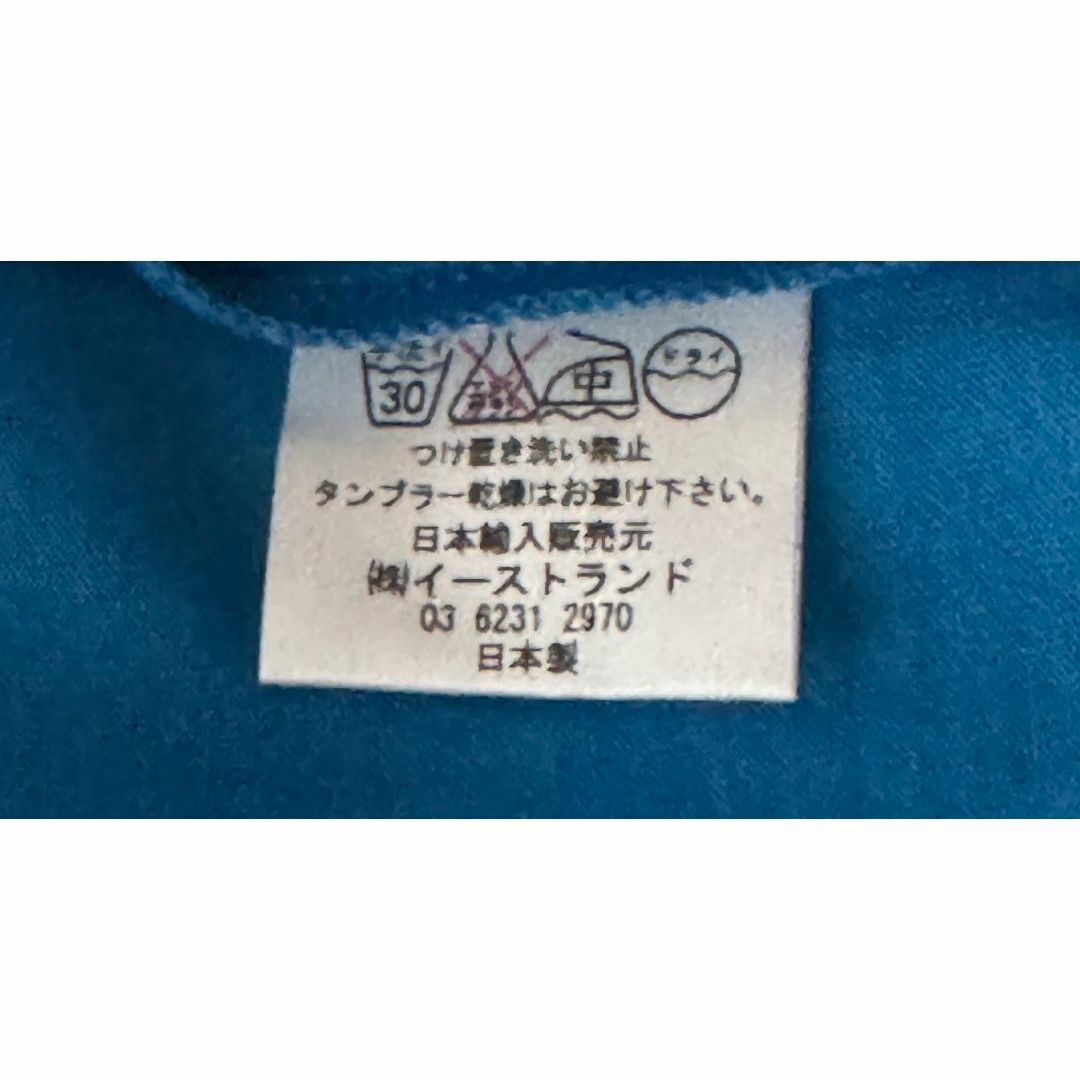 30 中 ドライ
つけ置き洗い禁止
タンブラー乾燥はお避け下さい。
日本輸入販売元
㈱イーストランド
03 6231 2970
日本製